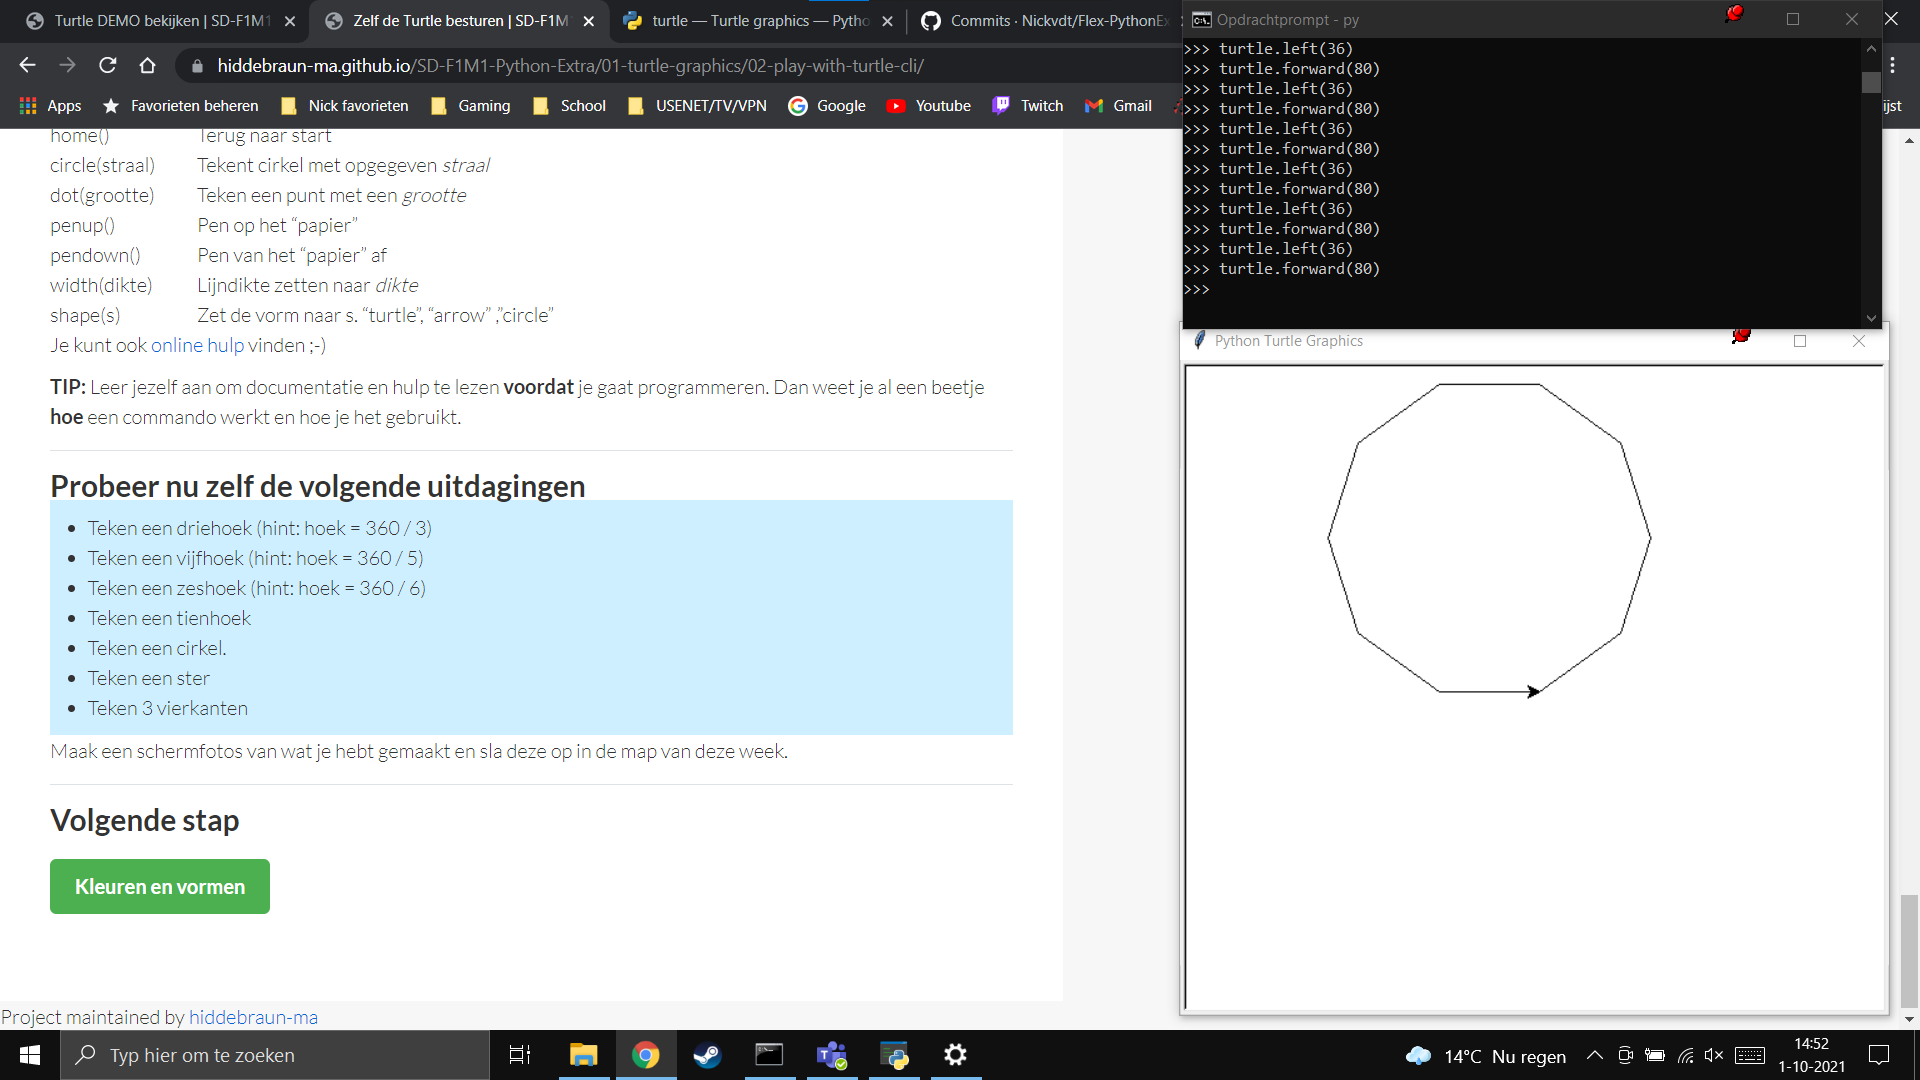 Turtle DEMO bekijken | SD-F1M1
Zelf de Turtle besturen | SD-F1M
turtle — Turtle graphics — Pytho
Commits · Nickvdt/Flex-PythonEx
hiddebraun-ma.github.io/SD-F1M1-Python-Extra/01-turtle-graphics/02-play-with-turtle-cli/
Apps
Favorieten beheren
Nick favorieten
Gaming
School
USENET/TV/VPN
Google
Youtube
Twitch
Gmail
ijst
home() Terug naar start
circle(straal) Tekent cirkel met opgegeven straal
dot(grootte) Teken een punt met een grootte
penup() Pen op het “papier”
pendown() Pen van het “papier” af
width(dikte) Lijndikte zetten naar dikte
shape(s) Zet de vorm naar s. “turtle”, “arrow” ,”circle”
Je kunt ook online hulp vinden ;-)
TIP: Leer jezelf aan om documentatie en hulp te lezen voordat je gaat programmeren. Dan weet je al een beetje
hoe een commando werkt en hoe je het gebruikt.
Probeer nu zelf de volgende uitdagingen
• Teken een driehoek (hint: hoek = 360 / 3)
• Teken een vijfhoek (hint: hoek = 360 / 5)
• Teken een zeshoek (hint: hoek = 360 / 6)
• Teken een tienhoek
• Teken een cirkel.
• Teken een ster
• Teken 3 vierkanten
Maak een schermfotos van wat je hebt gemaakt en sla deze op in de map van deze week.
Volgende stap
Kleuren en vormen
Project maintained by hiddebraun-ma
Opdrachtprompt - py
>>> turtle.left(36)
>>> turtle.forward(80)
>>> turtle.left(36)
>>> turtle.forward(80)
>>> turtle.left(36)
>>> turtle.forward(80)
>>> turtle.left(36)
>>> turtle.forward(80)
>>> turtle.left(36)
>>> turtle.forward(80)
>>> turtle.left(36)
>>> turtle.forward(80)
>>>
Python Turtle Graphics
Typ hier om te zoeken
14°C Nu regen
14:52
1-10-2021